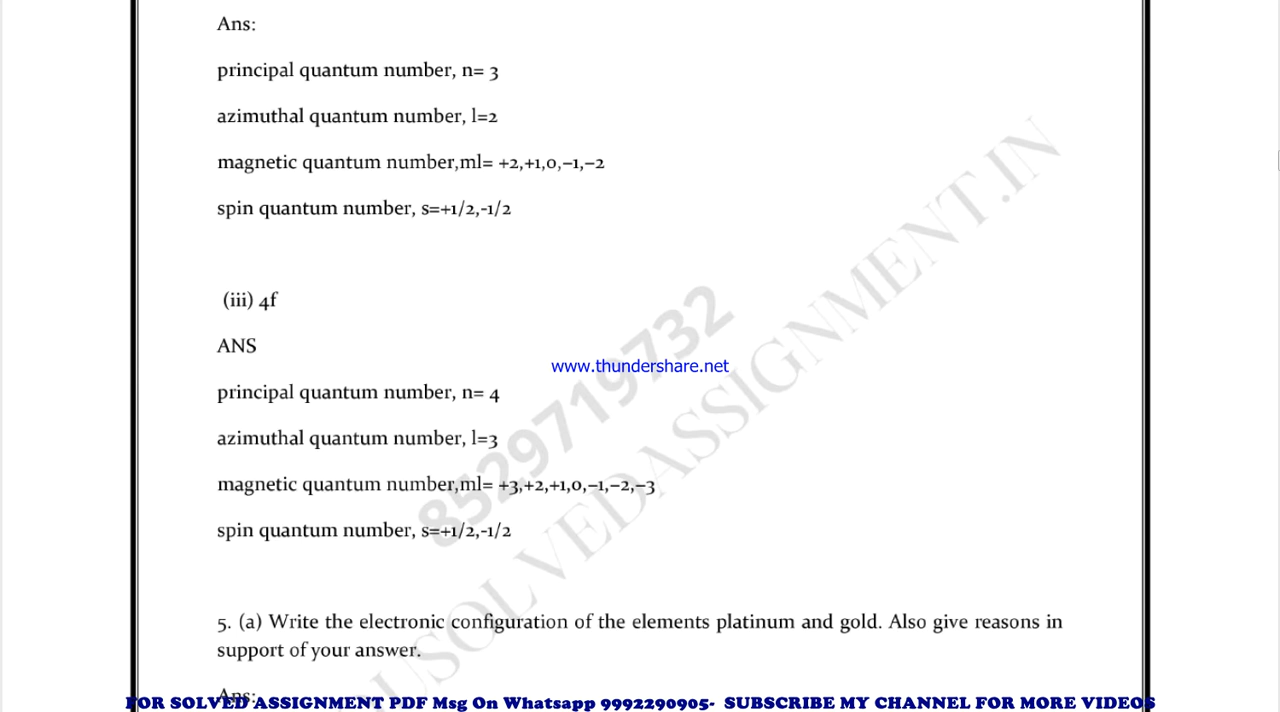 Ans:
principal quantum number, n= 3
azimuthal quantum number, l=2
magnetic quantum number,ml= +2,+1,0,–1,–2
spin quantum number, s=+1/2,-1/2
(iii) 4f
ANS
www.thundershare.net
principal quantum number, n= 4
azimuthal quantum number, l=3
magnetic quantum number,ml= +3,+2,+1,0,–1,–2,–3
spin quantum number, s=+1/2,-1/2
8529719732
USOLVEDASSIGNMENT.IN
5. (a) Write the electronic configuration of the elements platinum and gold. Also give reasons in
support of your answer.
Ans:
FOR SOLVED ASSIGNMENT PDF Msg On Whatsapp 9992290905- SUBSCRIBE MY CHANNEL FOR MORE VIDEOS